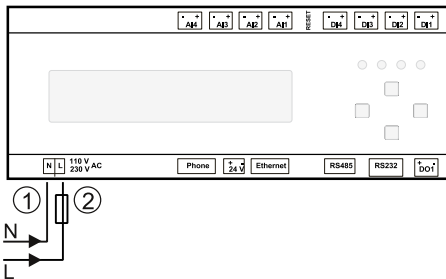 - + - + - + - + RESET - + - + - + - +
AI4 AI3 AI2 AI1 DI4 DI3 DI2 DI1
N L 110 V 230 V AC Phone + - 24 V Ethernet RS485 RS232 + - DO1
1 2
N
L